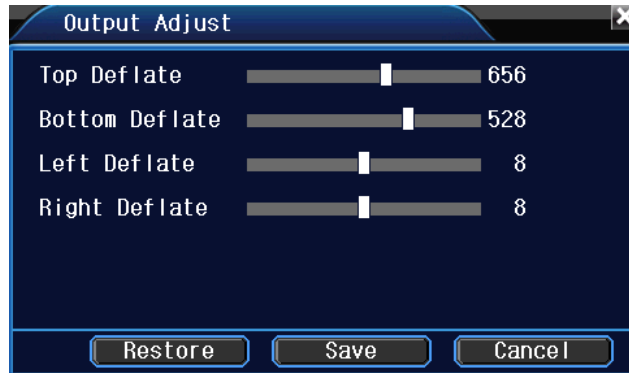 Output Adjust
Top Deflate 656
Bottom Deflate 528
Left Deflate 8
Right Deflate 8
Restore Save Cancel